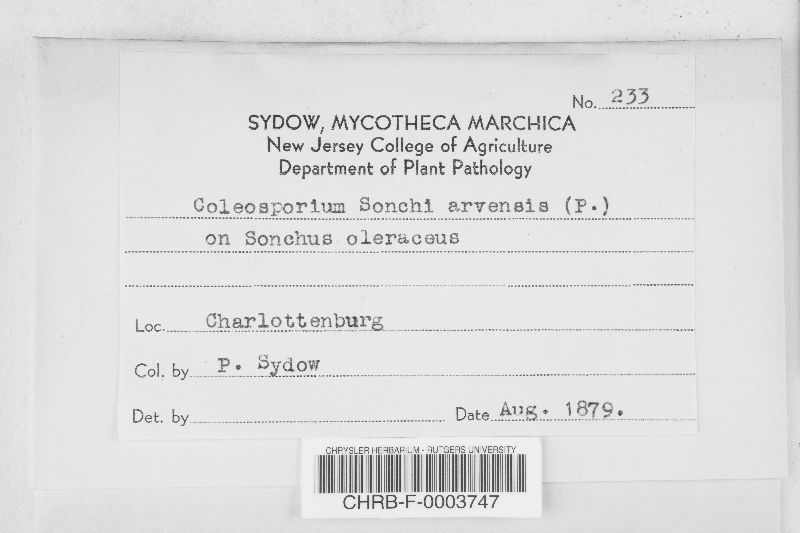 No. 233
SYDOW, MYCOTHECA MARCHICA
New Jersey College of Agriculture
Department of Plant Pathology
Coleosporium Sonchi arvensis (P.)
on Sonchus oleraceus
Loc. Charlottenburg
Col. by P. Sydow
Det. by Date Aug. 1879.
CHRYSLER HERBARIUM - RUTGERS UNIVERSITY
CHRB-F-0003747